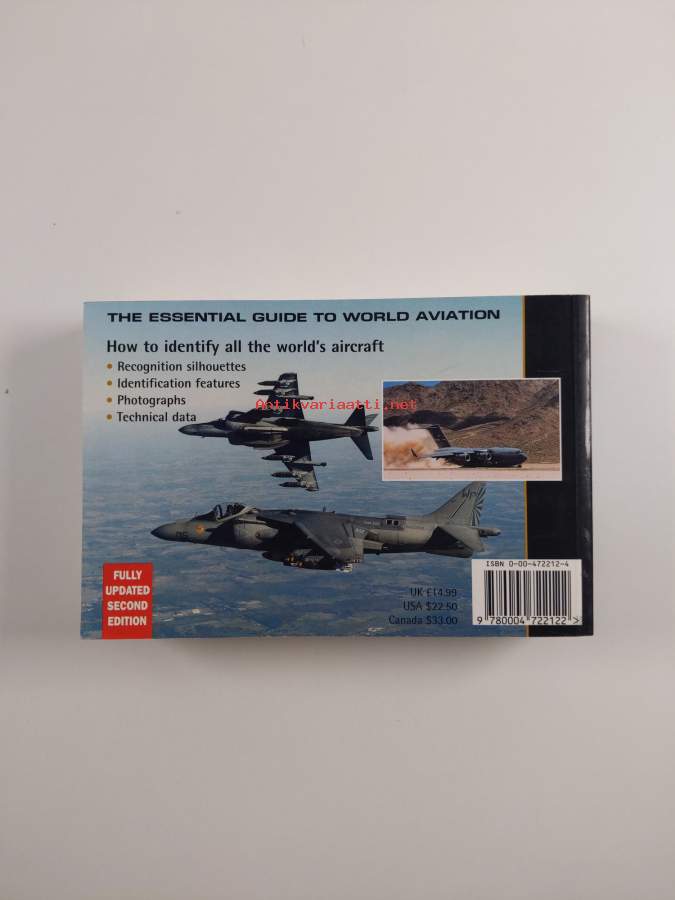 THE ESSENTIAL GUIDE TO WORLD AVIATION
How to identify all the world's aircraft
• Recognition silhouettes
• Identification features
• Photographs
• Technical data
Antikvariaatti.net
FULLY
UPDATED
SECOND
EDITION
UK £14.99
USA $22.50
Canada $33.00
ISBN 0-00-472212-4
9 780004 722122 >